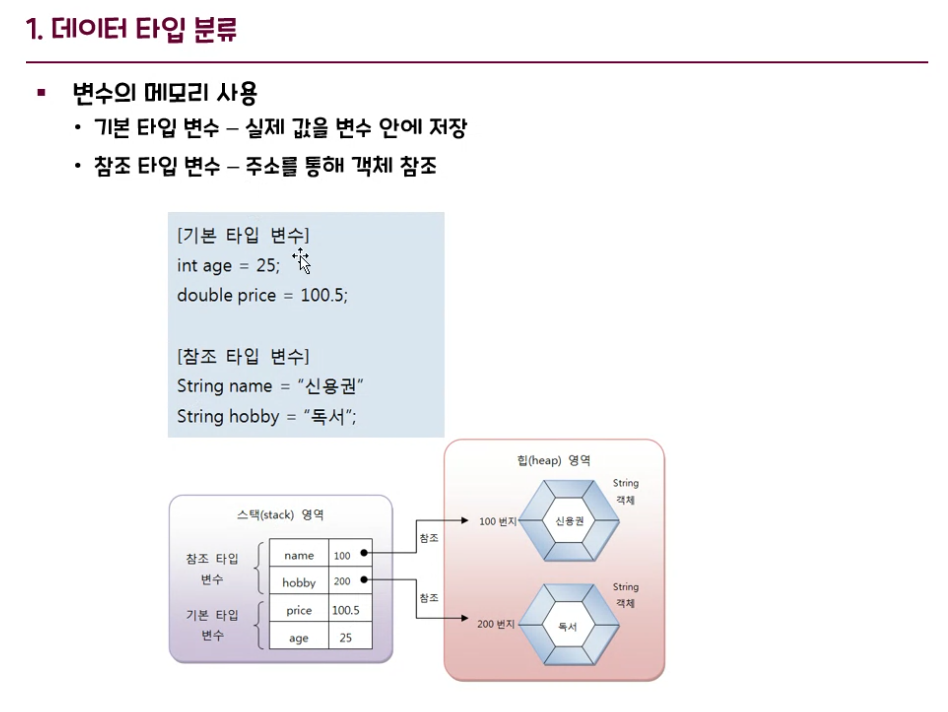 1. 데이터 타입 분류
▪ 변수의 메모리 사용
• 기본 타입 변수 – 실제 값을 변수 안에 저장
• 참조 타입 변수 – 주소를 통해 객체 참조
[기본 타입 변수]
int age = 25;
double price = 100.5;
[참조 타입 변수]
String name = “신용권”
String hobby = “독서”;
스택(stack) 영역
참조 타입
변수
name 100
hobby 200
기본 타입
변수
price 100.5
age 25
참조
참조
힙(heap) 영역
String
객체
100 번지
신용권
String
객체
200 번지
독서